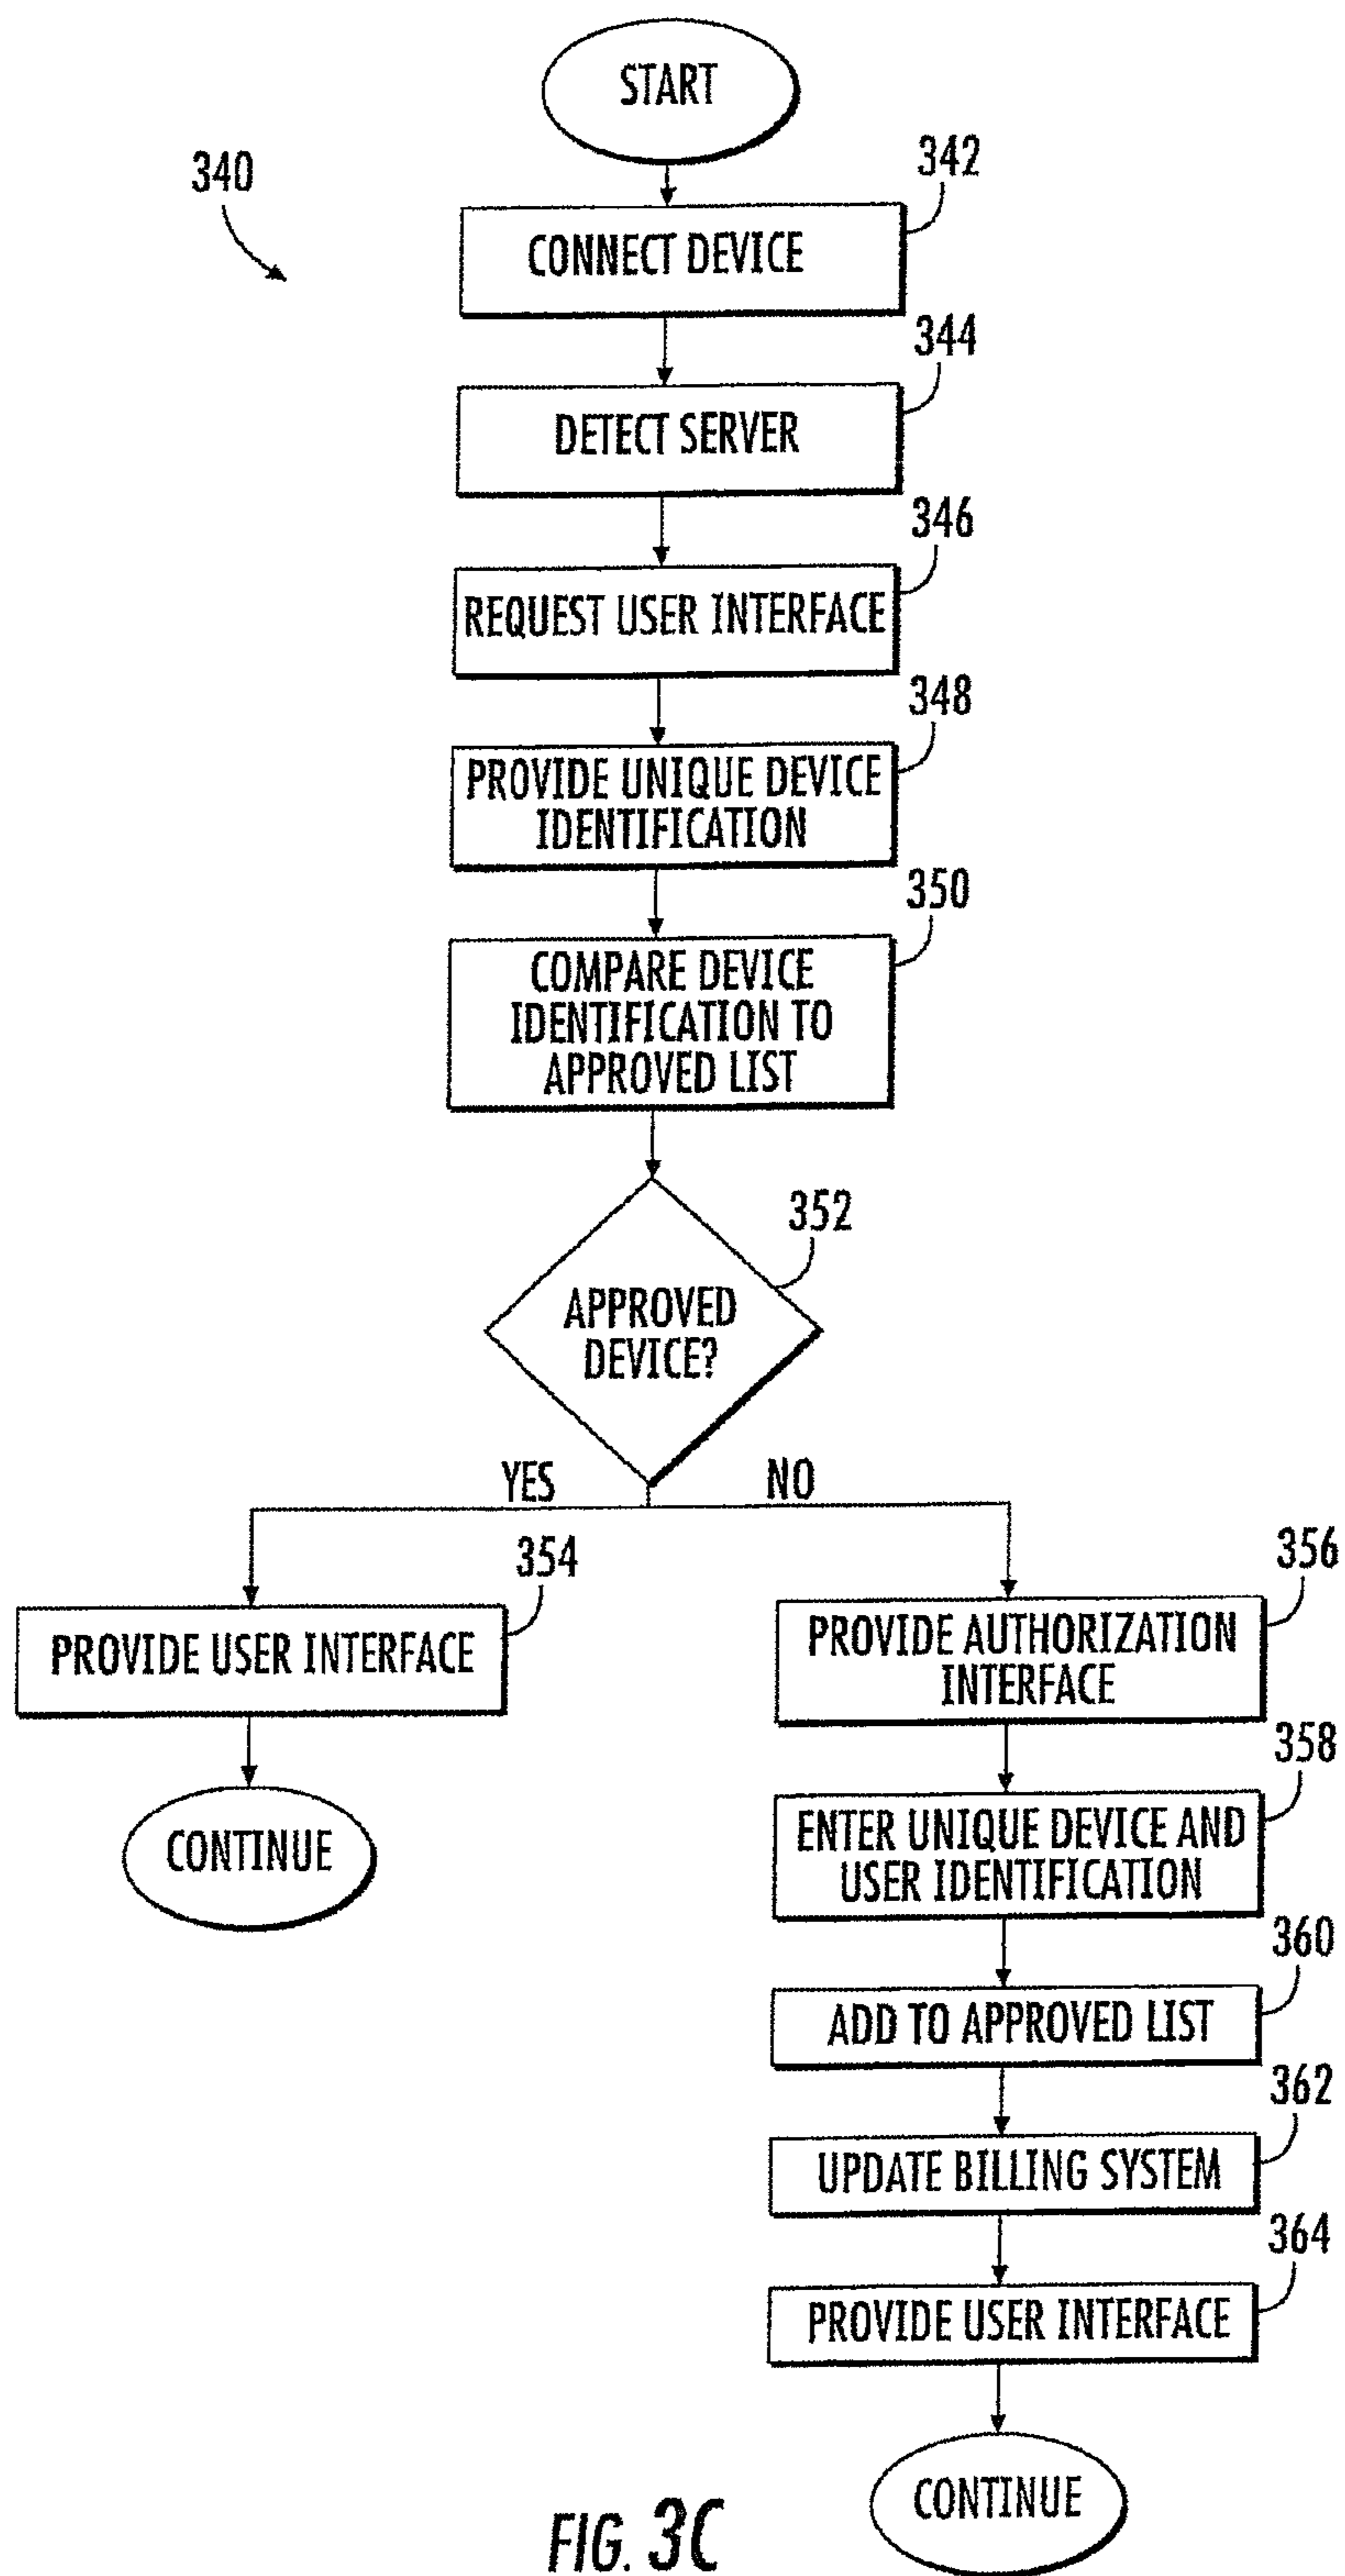 START
340
342
CONNECT DEVICE
344
DETECT SERVER
346
REQUEST USER INTERFACE
348
PROVIDE UNIQUE DEVICE
IDENTIFICATION
350
COMPARE DEVICE
IDENTIFICATION TO
APPROVED LIST
352
APPROVED
DEVICE?
YES
NO
354
PROVIDE USER INTERFACE
CONTINUE
356
PROVIDE AUTHORIZATION
INTERFACE
358
ENTER UNIQUE DEVICE AND
USER IDENTIFICATION
360
ADD TO APPROVED LIST
362
UPDATE BILLING SYSTEM
364
PROVIDE USER INTERFACE
CONTINUE
FIG. 3C